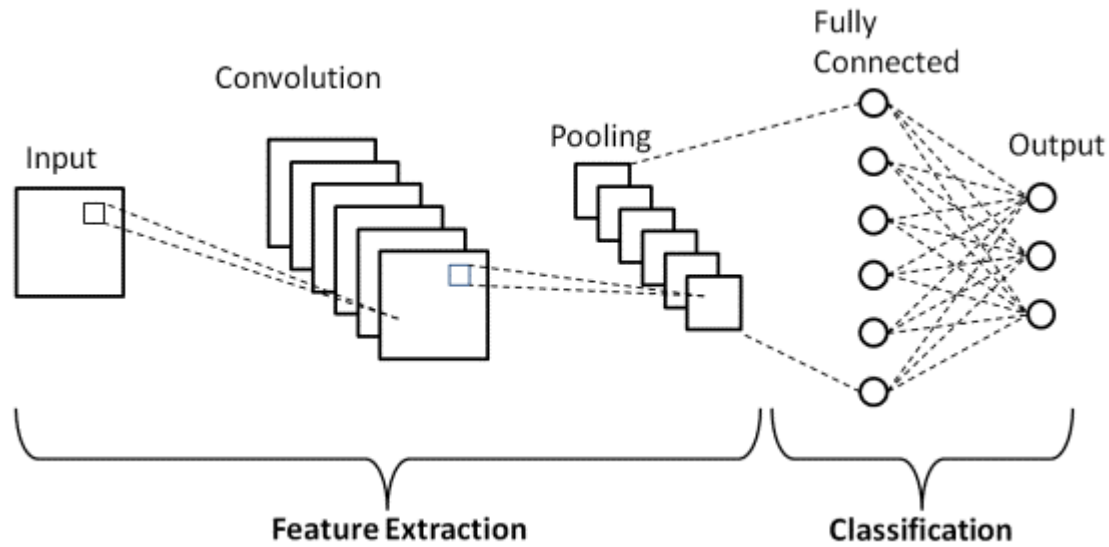 Input
Convolution
Pooling
Fully
Connected
Output
Feature Extraction
Classification